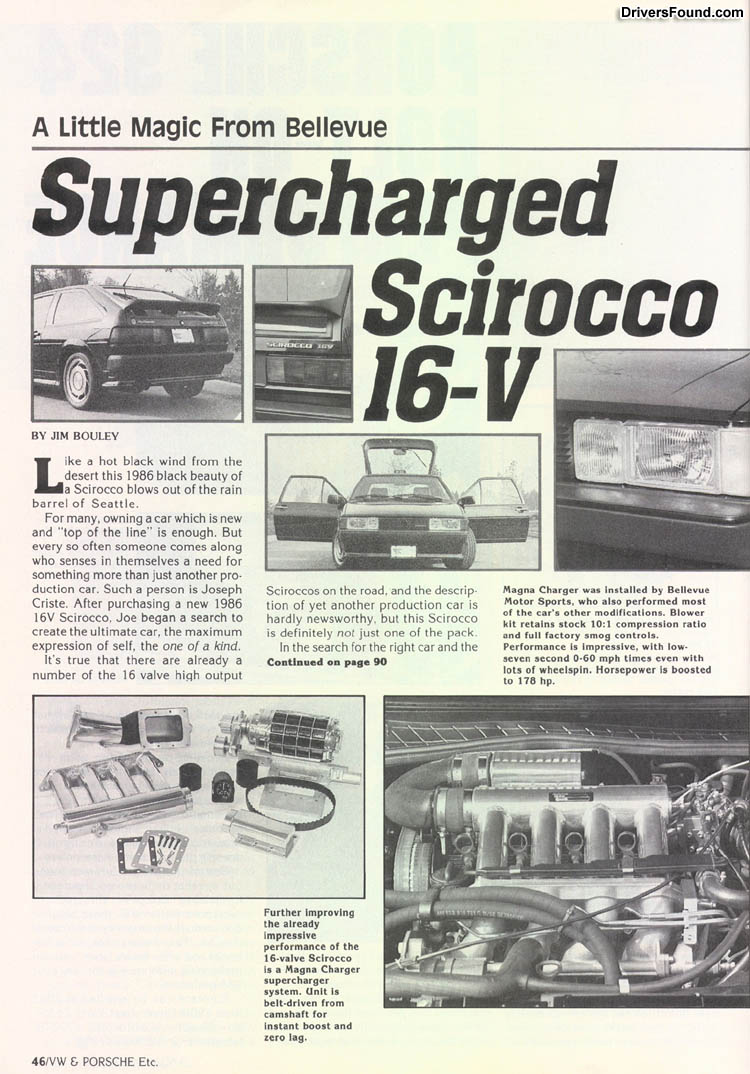 DriversFound.com
A Little Magic From Bellevue
Supercharged
Scirocco
16-V
SCIROCCO 16V
BY JIM BOULEY
Like a hot black wind from the
desert this 1986 black beauty of
a Scirocco blows out of the rain
barrel of Seattle.
For many, owning a car which is new
and "top of the line" is enough. But
every so often someone comes along
who senses in themselves a need for
something more than just another pro-
duction car. Such a person is Joseph
Criste. After purchasing a new 1986
16V Scirocco, Joe began a search to
create the ultimate car, the maximum
expression of self, the one of a kind.
It's true that there are already a
number of the 16 valve high output
Sciroccos on the road, and the descrip-
tion of yet another production car is
hardly newsworthy, but this Scirocco
is definitely not just one of the pack.
In the search for the right car and the
Continued on page 90
Magna Charger was installed by Bellevue
Motor Sports, who also performed most
of the car's other modifications. Blower
kit retains stock 10:1 compression ratio
and full factory smog controls.
Performance is impressive, with low-
seven second 0-60 mph times even with
lots of wheelspin. Horsepower is boosted
to 178 hp.
Further improving
the already
impressive
performance of the
16-valve Scirocco
is a Magna Charger
supercharger
system. Unit is
belt-driven from
camshaft for
instant boost and
zero lag.
46/VW & PORSCHE Etc.